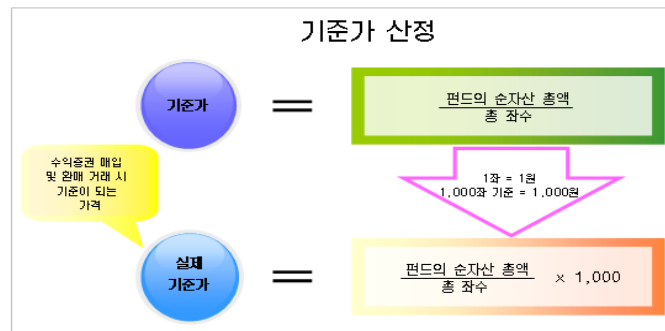 기준가 산정
기준가
=
펀드의 순자산 총액
총 좌수
수익증권 매입
및 환매 거래 시
기준이 되는
가격
1좌 = 1원
1,000좌 기준 = 1,000원
실제
기준가
=
펀드의 순자산 총액
총 좌수
x 1,000